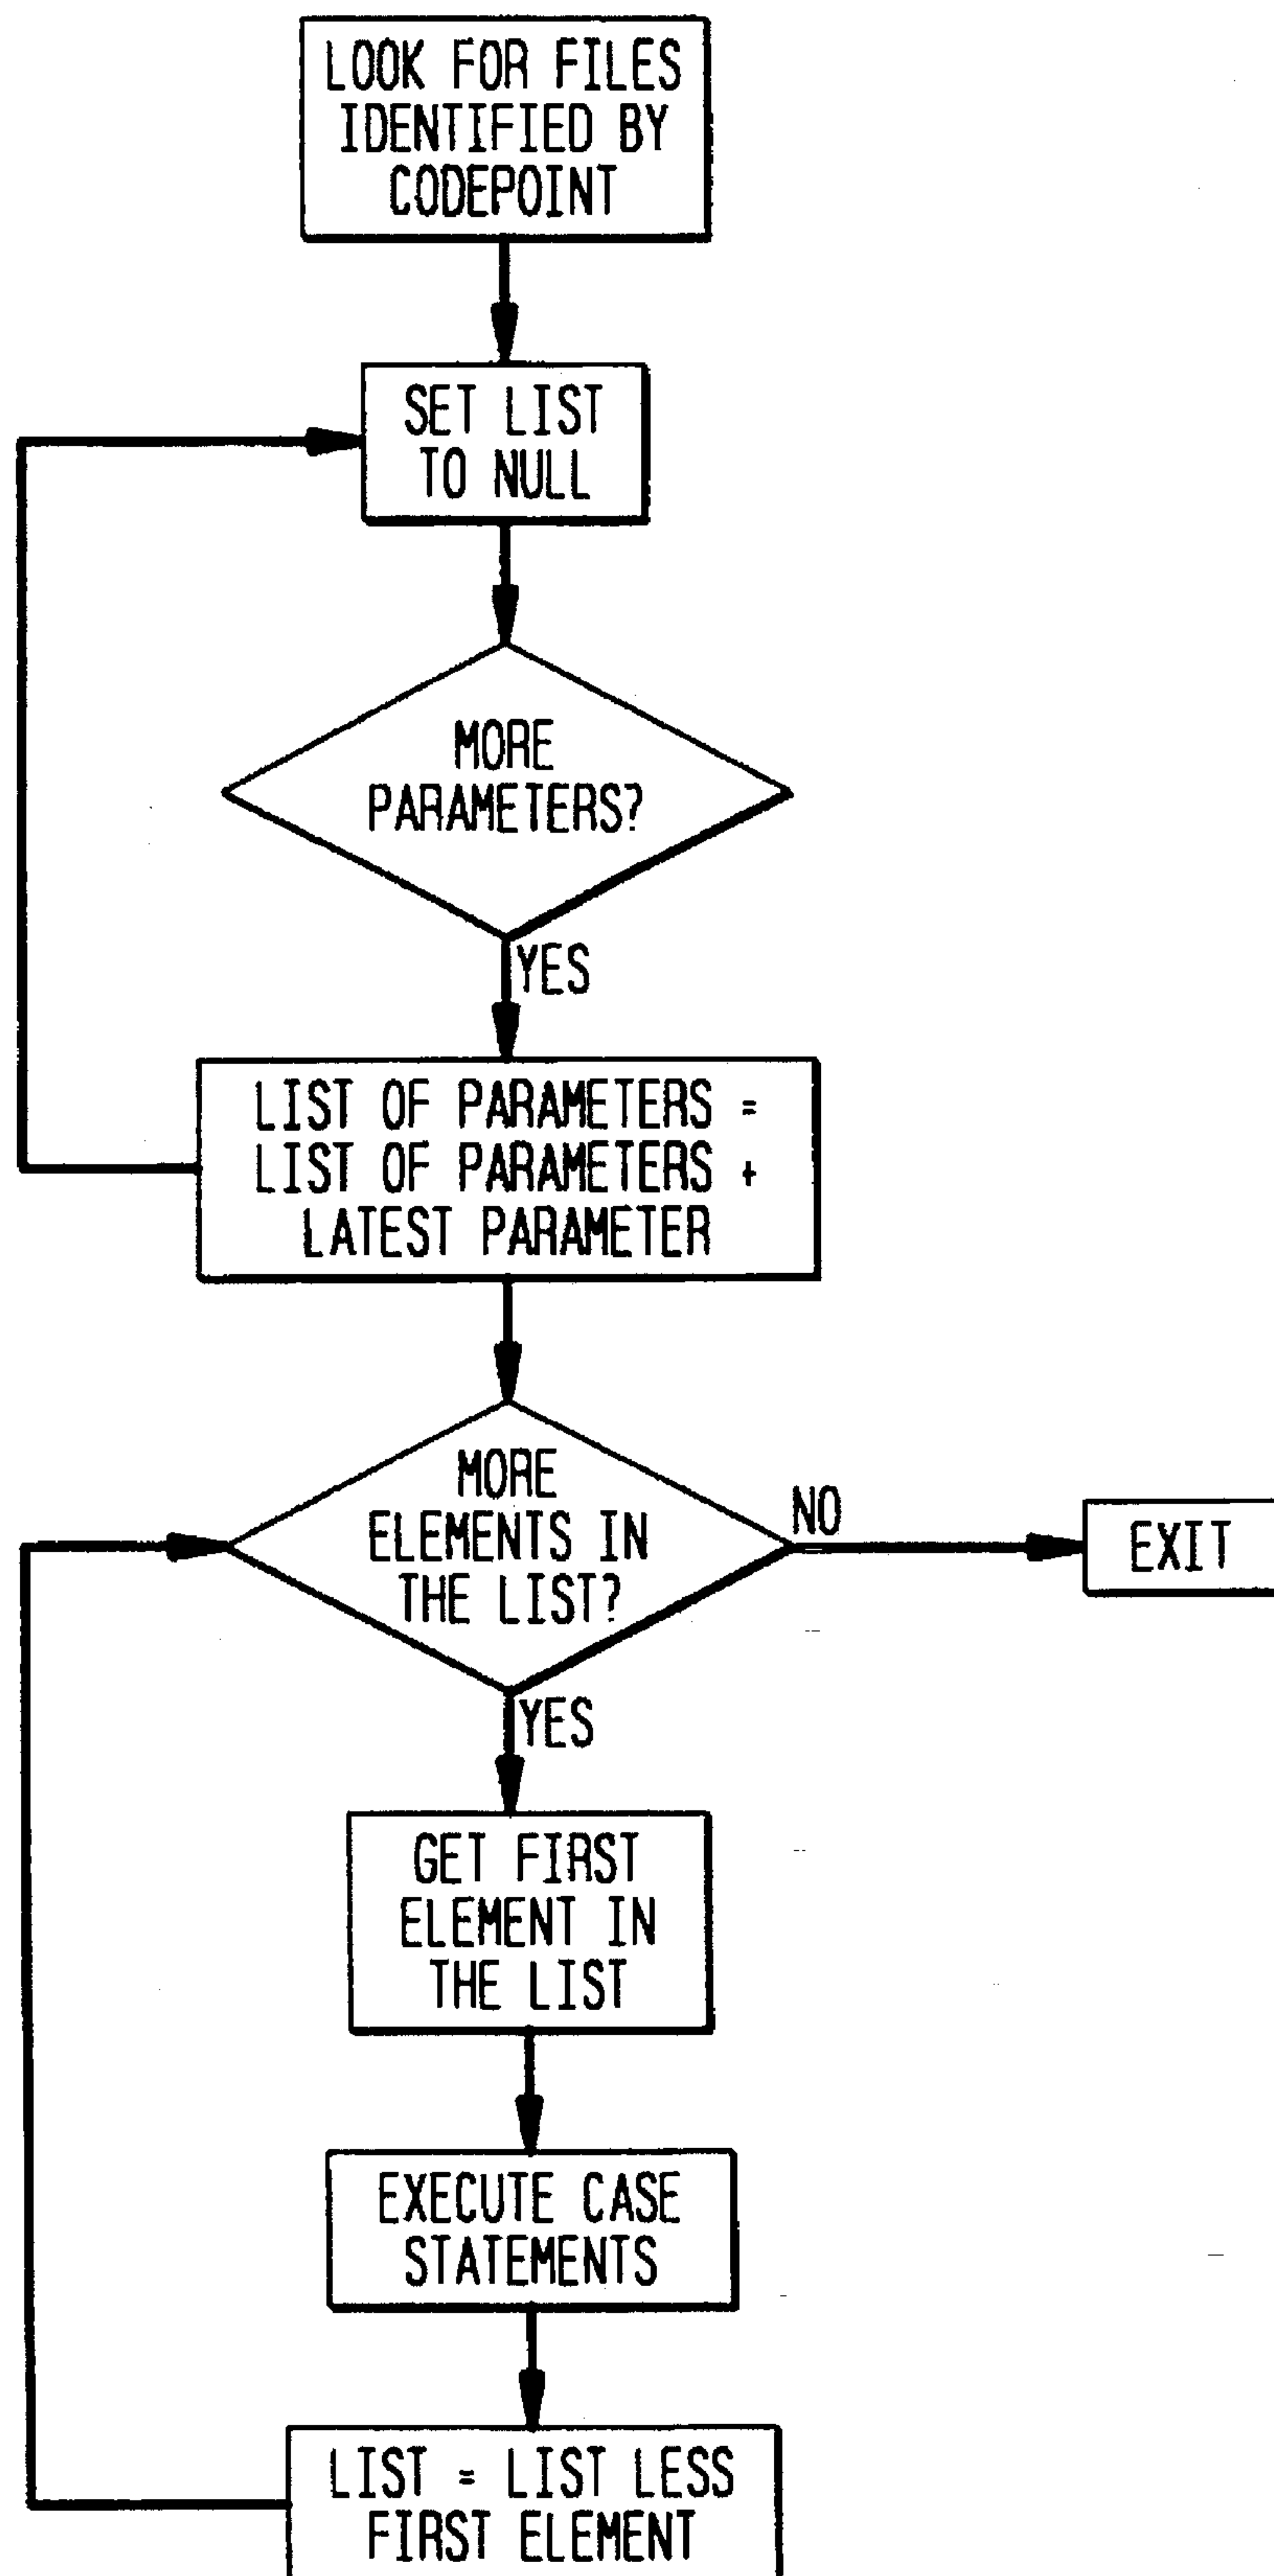 LOOK FOR FILES
IDENTIFIED BY
CODEPOINT
SET LIST
TO NULL
MORE
PARAMETERS?
YES
LIST OF PARAMETERS =
LIST OF PARAMETERS +
LATEST PARAMETER
MORE
ELEMENTS IN
THE LIST?
NO
EXIT
YES
GET FIRST
ELEMENT IN
THE LIST
EXECUTE CASE
STATEMENTS
LIST = LIST LESS
FIRST ELEMENT